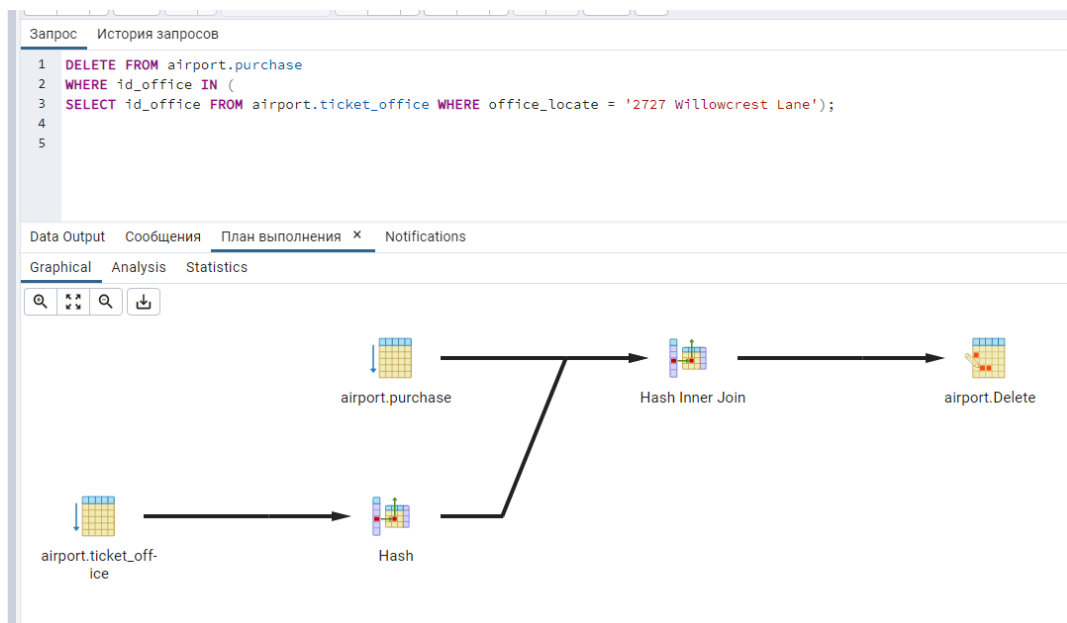 Запрос История запросов
1 DELETE FROM airport.purchase
2 WHERE id_office IN (
3 SELECT id_office FROM airport.ticket_office WHERE office_locate = '2727 Willowcrest Lane');
4
5
Data Output Сообщения План выполнения × Notifications
Graphical Analysis Statistics
airport.purchase Hash Inner Join airport.Delete
airport.ticket_off-
ice
Hash